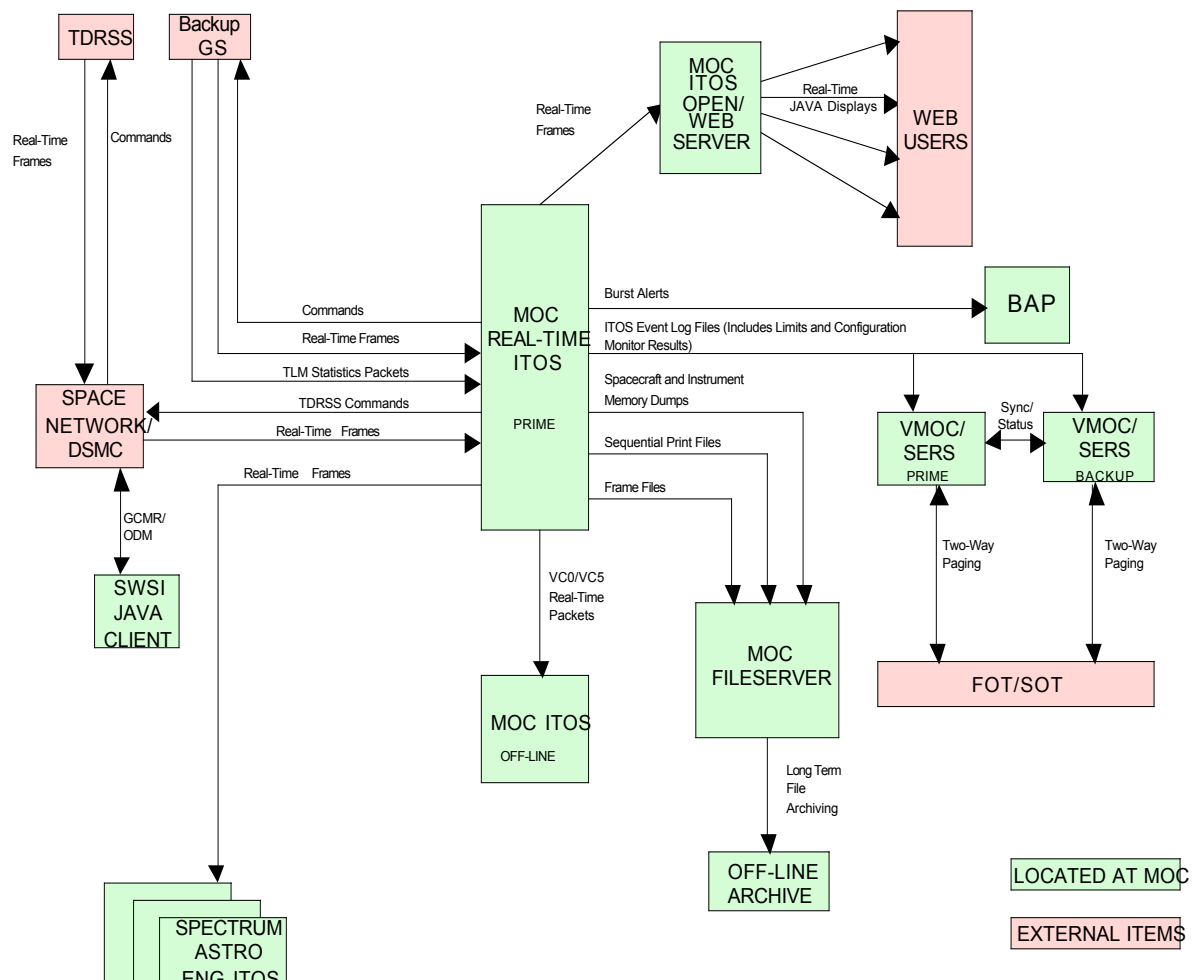 TDRSS
Backup
GS
Real-Time
Frames
Commands
MOC
ITOS
OPEN/
WEB
SERVER
Real-Time
JAVA Displays
WEB
USERS
Real-Time
Frames
MOC
REAL-TIME
ITOS
PRIME
Commands
Real-Time Frames
TLM Statistics Packets
TDRSS Commands
Real-Time Frames
Real-Time Frames
SPACE
NETWORK/
DSMC
GCMR/
ODM
SWSI
JAVA
CLIENT
Burst Alerts
BAP
ITOS Event Log Files (Includes Limits and Configuration
Monitor Results)
Spacecraft and Instrument
Memory Dumps
Sequential Print Files
Frame Files
VMOC/
SERS
PRIME
Sync/
Status
VMOC/
SERS
BACKUP
Two-Way
Paging
Two-Way
Paging
FOT/SOT
VC0/VC5
Real-Time
Packets
MOC ITOS
OFF-LINE
MOC
FILESERVER
Long Term
File
Archiving
OFF-LINE
ARCHIVE
LOCATED AT MOC
EXTERNAL ITEMS
SPECTRUM
ASTRO
ENG ITOS